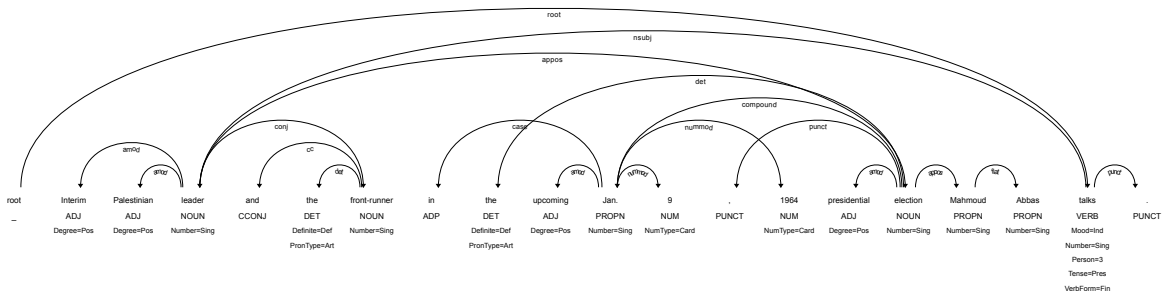 root
nsubj
appos
det
compound
conj case nummod punct
amod cc
amod det amod nummod amod appos flat punct
root Interim Palestinian leader and the front-runner in the upcoming Jan. 9 , 1964 presidential election Mahmoud Abbas talks .
_ ADJ ADJ NOUN CCONJ DET NOUN ADP DET ADJ PROPN NUM PUNCT NUM ADJ NOUN PROPN PROPN VERB PUNCT
Degree=Pos Degree=Pos Number=Sing Definite=Def Number=Sing Definite=Def Degree=Pos Number=Sing NumType=Card NumType=Card Degree=Pos Number=Sing Number=Sing Number=Sing Mood=Ind
PronType=Art PronType=Art Number=Sing
Person=3
Tense=Pres
VerbForm=Fin